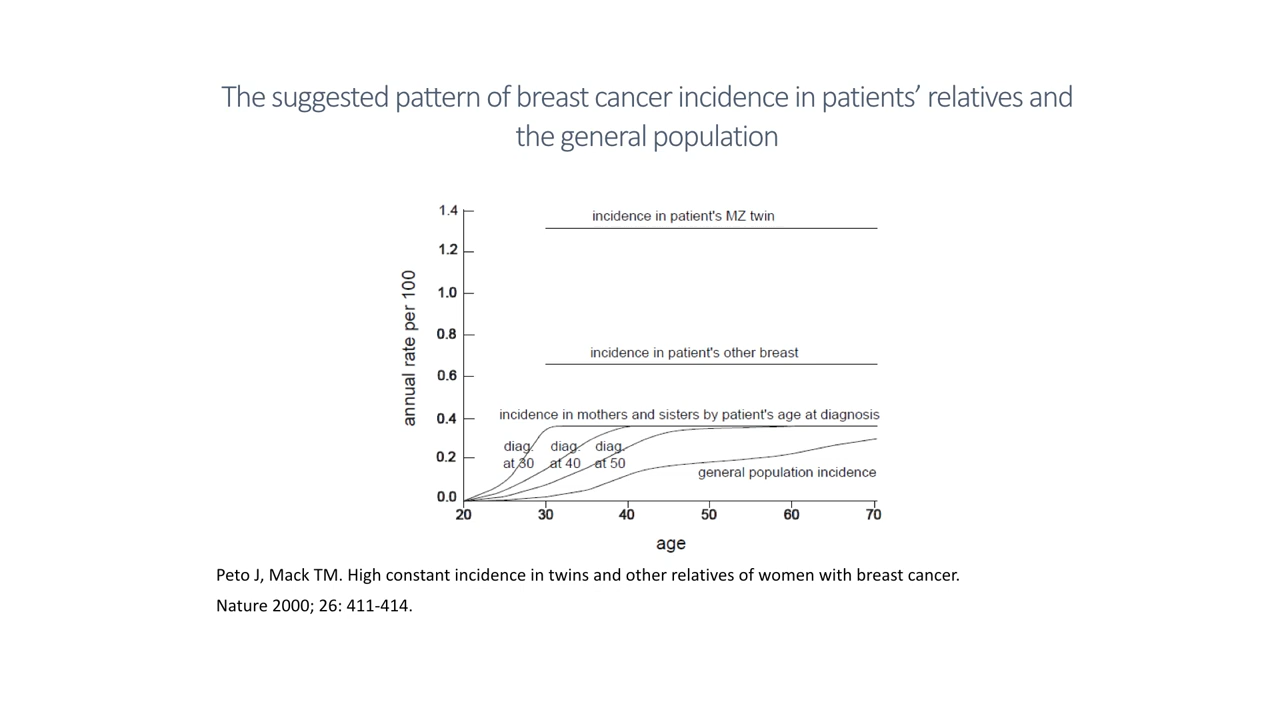 The suggested pattern of breast cancer incidence in patients’ relatives and
the general population
1.4
incidence in patient's MZ twin
1.2
1.0
0.8
incidence in patient's other breast
0.6
0.4
incidence in mothers and sisters by patient's age at diagnosis
diag. diag. diag.
at 30 at 40 at 50
0.2
general population incidence
0.0
annual rate per 100
20 30 40 50 60 70
age
Peto J, Mack TM. High constant incidence in twins and other relatives of women with breast cancer.
Nature 2000; 26: 411-414.